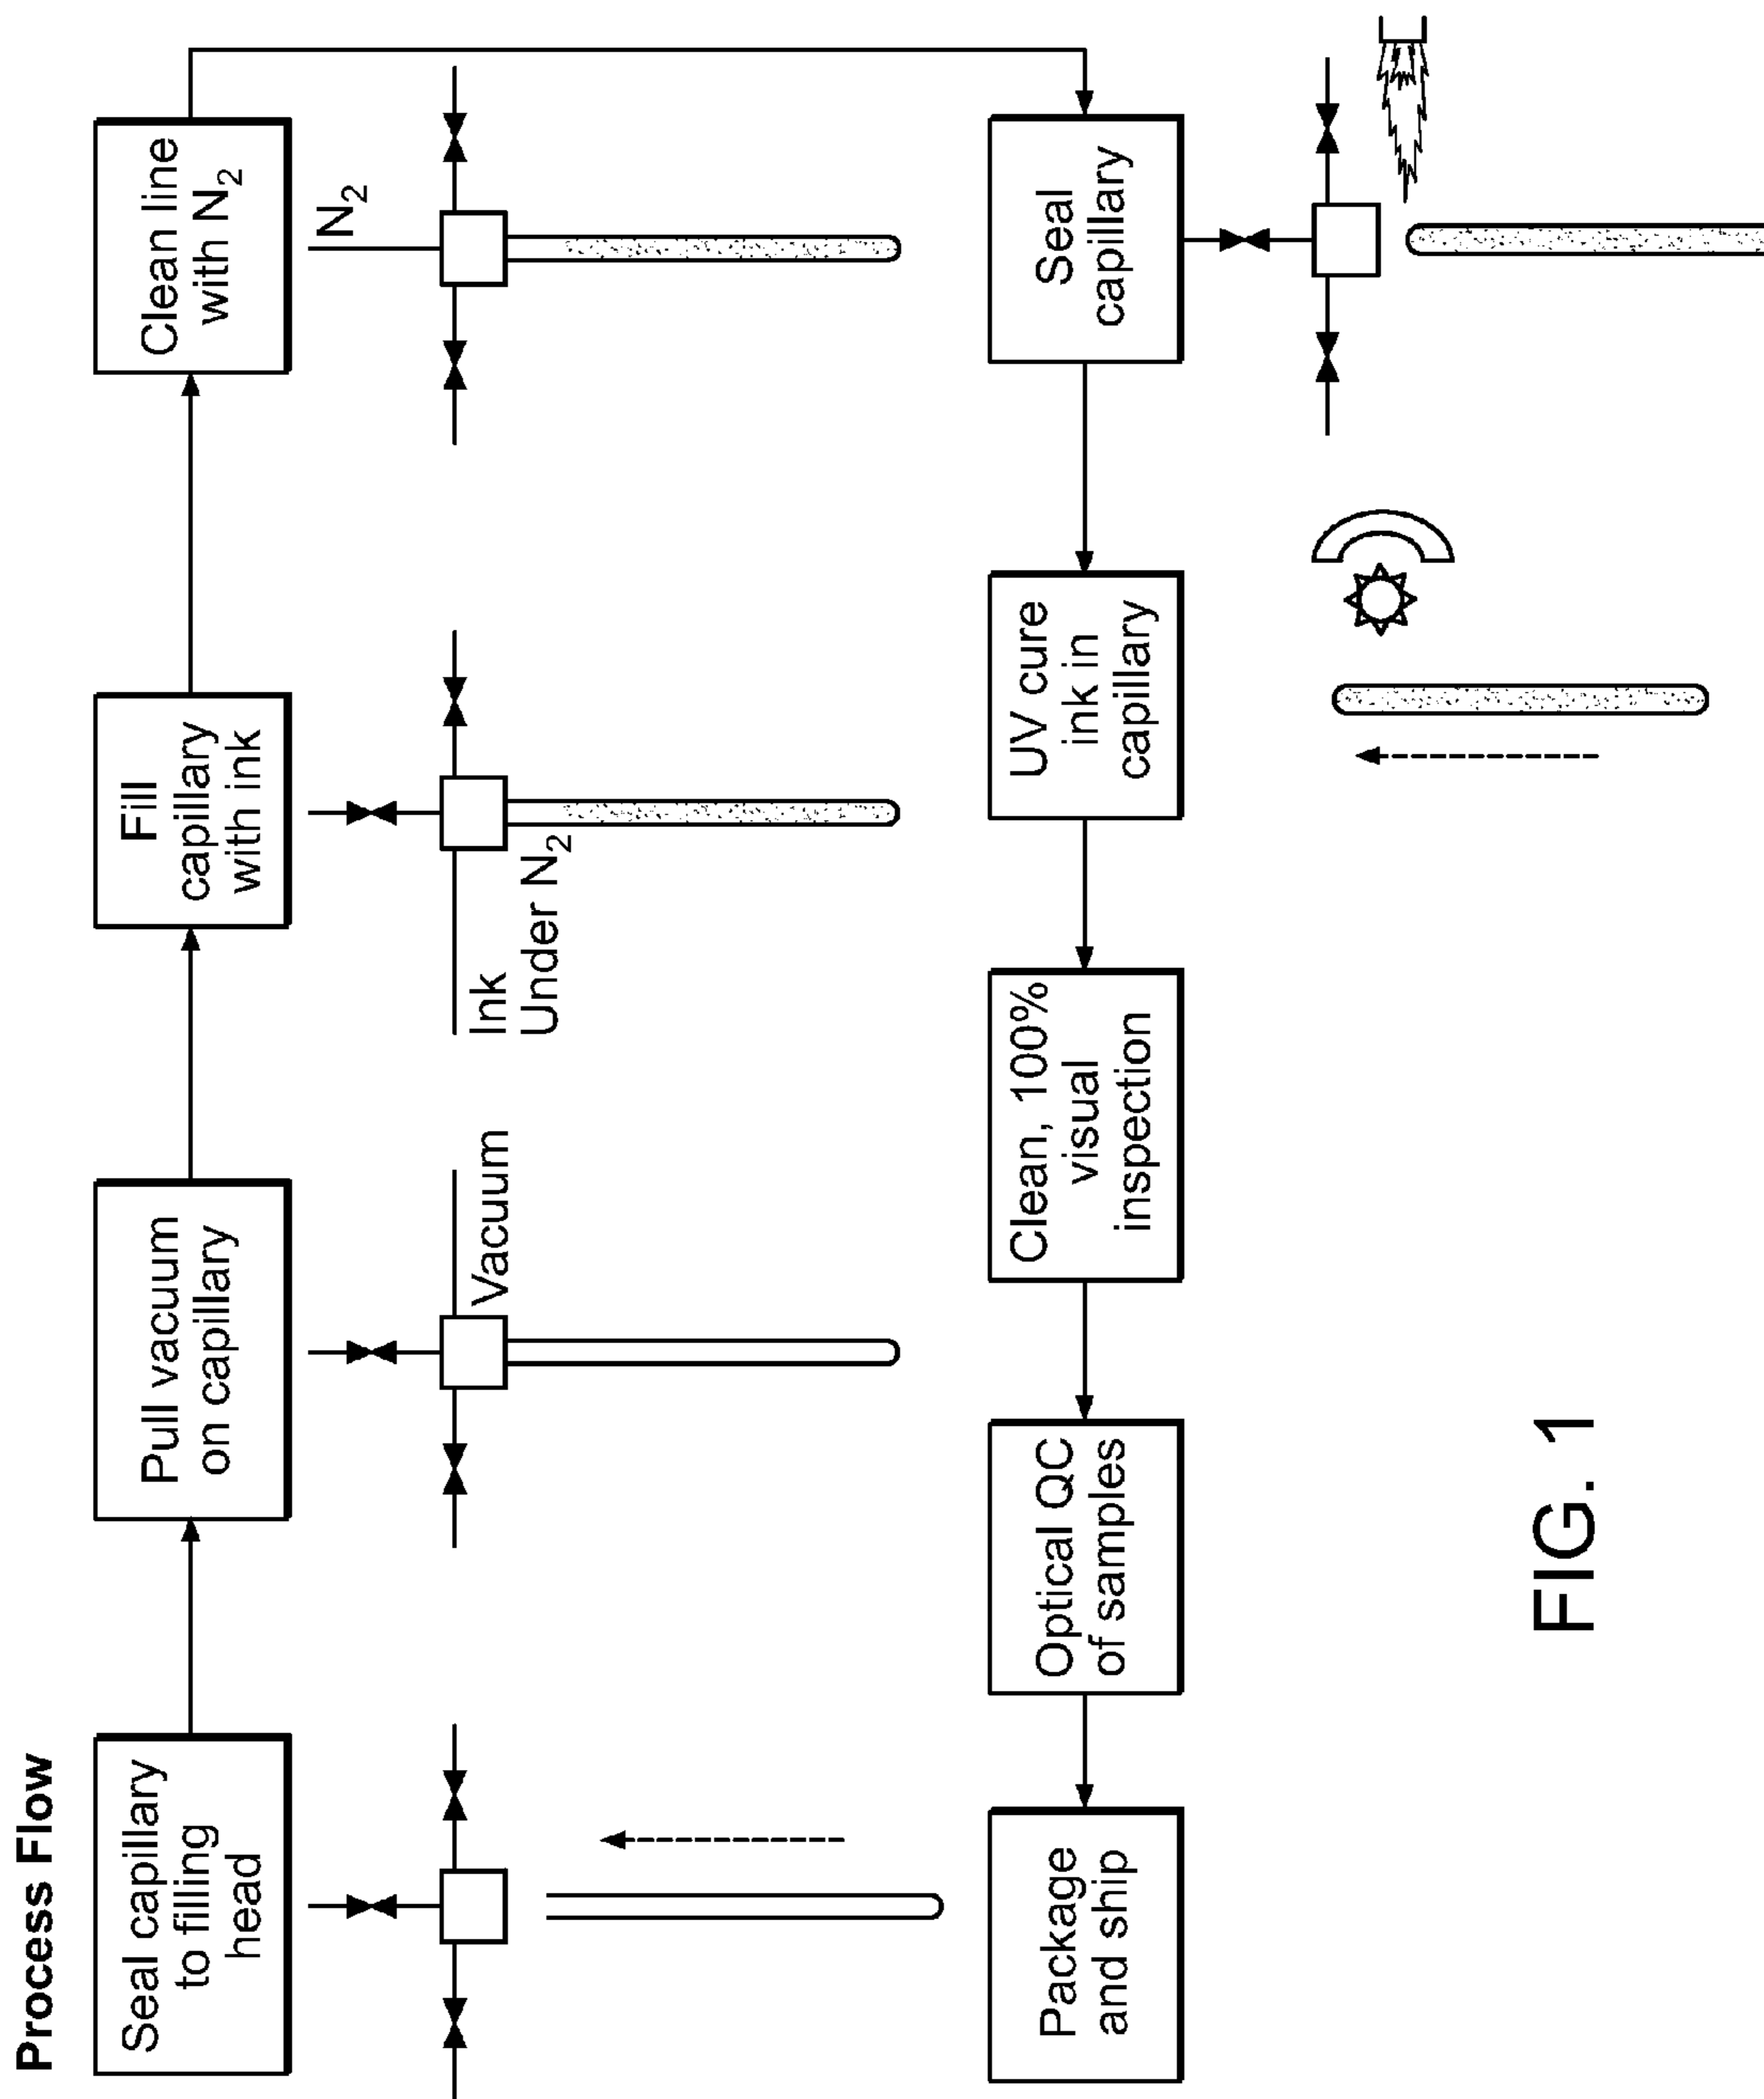 Process Flow
Seal capillary
to filling
head
Pull vacuum
on capillary
Fill
capillary
with ink
Clean line
with N₂
Vacuum
Ink
Under N₂
N₂
Seal
capillary
UV cure
ink in
capillary
Clean, 100%
visual
inspection
Optical QC
of samples
Package
and ship
FIG. 1